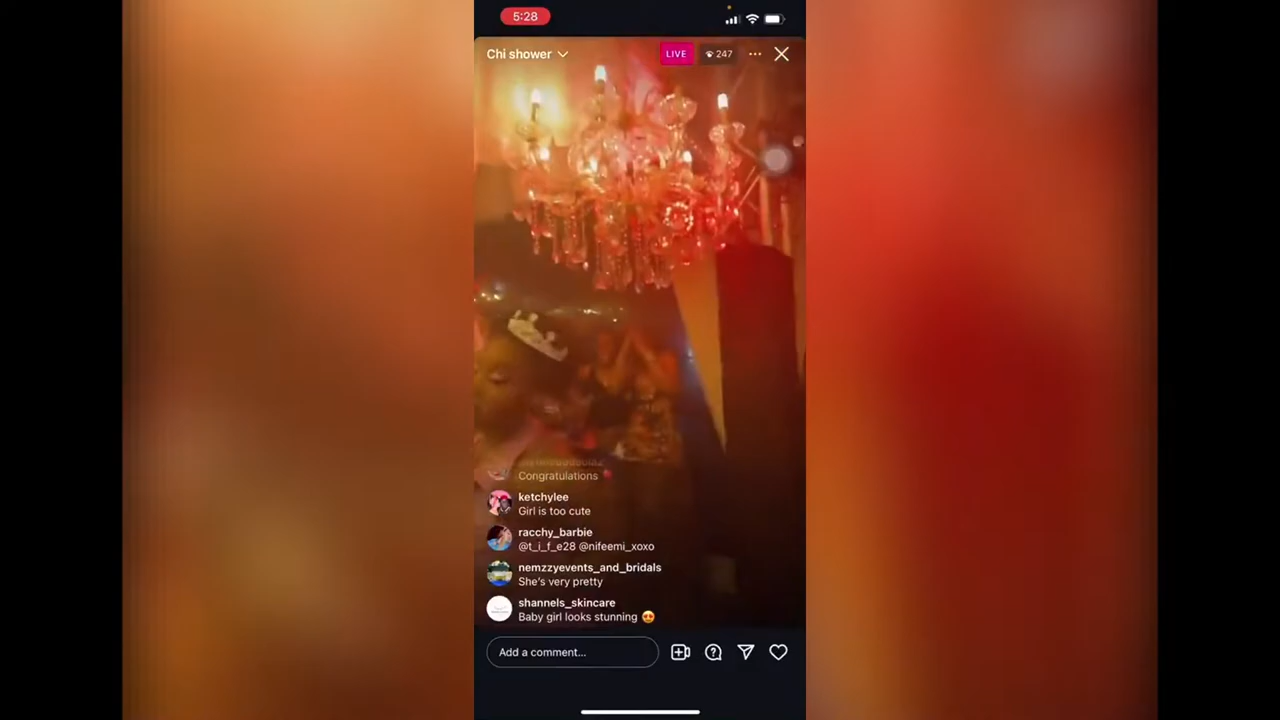 5:28
Chi shower
LIVE
247
Congratulations
ketchylee
Girl is too cute
racchy_barbie
@t_i_f_e28 @nifeemi_xoxo
nemzzyevents_and_bridals
She's very pretty
shannels_skincare
Baby girl looks stunning 😍
Add a comment...